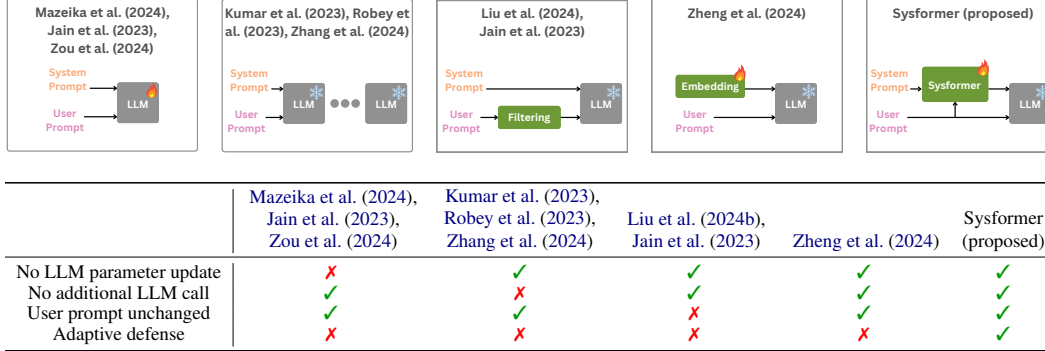 Mazeika et al. (2024),
Jain et al. (2023),
Zou et al. (2024)
System
Prompt
LLM
User
Prompt
Kumar et al. (2023), Robey et
al. (2023), Zhang et al. (2024)
System
Prompt
LLM
LLM
User
Prompt
Liu et al. (2024),
Jain et al. (2023)
System
Prompt
LLM
User
Prompt
Filtering
Zheng et al. (2024)
Embedding
LLM
User
Prompt
Sysformer (proposed)
System
Prompt
Sysformer
LLM
User
Prompt
Mazeika et al. (2024),
Jain et al. (2023),
Zou et al. (2024)
Kumar et al. (2023),
Robey et al. (2023),
Zhang et al. (2024)
Liu et al. (2024b),
Jain et al. (2023)
Zheng et al. (2024)
Sysformer
(proposed)
No LLM parameter update ✗ ✓ ✓ ✓ ✓
No additional LLM call ✓ ✗ ✓ ✓ ✓
User prompt unchanged ✓ ✓ ✗ ✓ ✓
Adaptive defense ✗ ✗ ✗ ✗ ✓